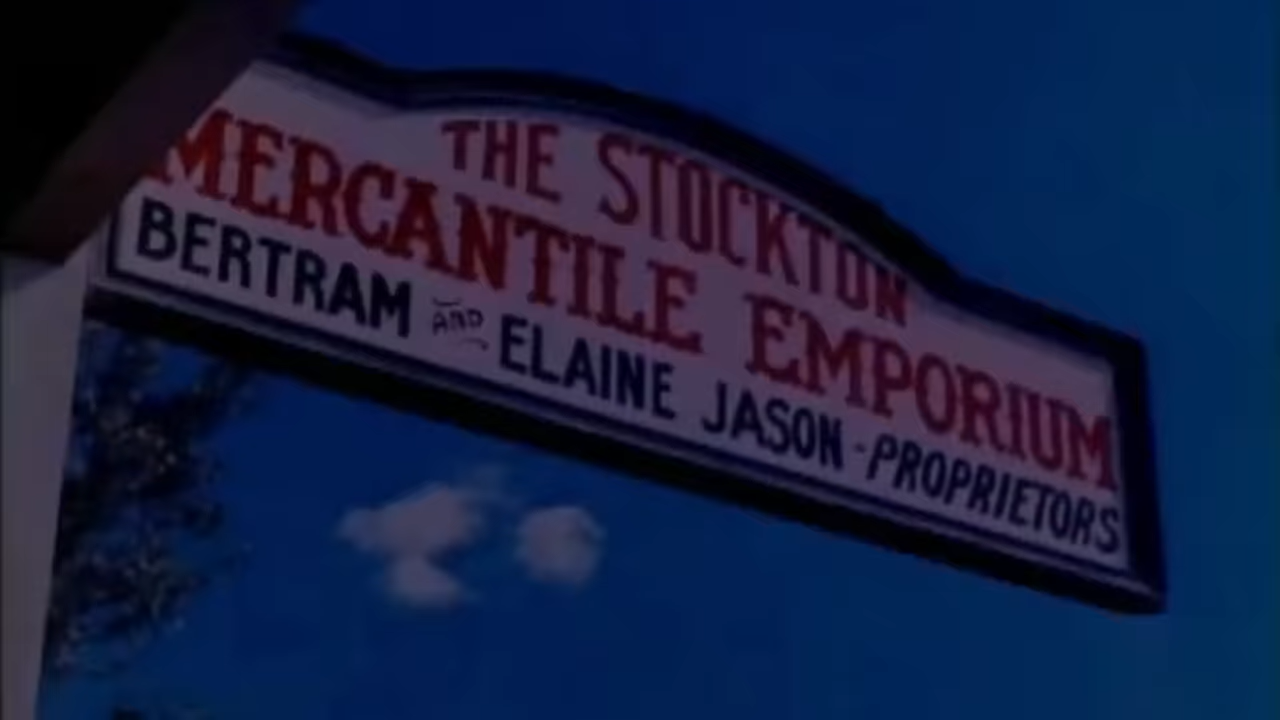 THE STOCKTON
MERCANTILE EMPORIUM
BERTRAM AND ELAINE JASON - PROPRIETORS